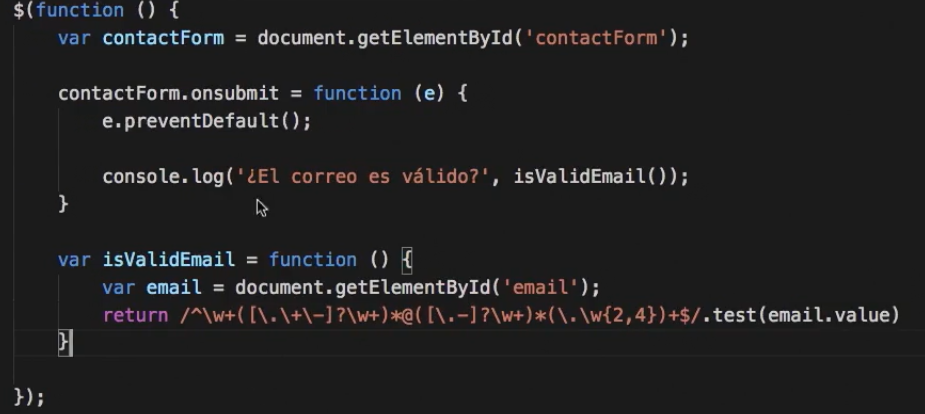 $(function () {
var contactForm = document.getElementById('contactForm');
contactForm.onsubmit = function (e) {
e.preventDefault();
console.log('¿El correo es válido?', isValidEmail());
}
var isValidEmail = function () {
var email = document.getElementById('email');
return /^\w+([\.\+\-]?\w+)*@([\.-]?\w+)*(\.\w{2,4})+$/.test(email.value)
}
});